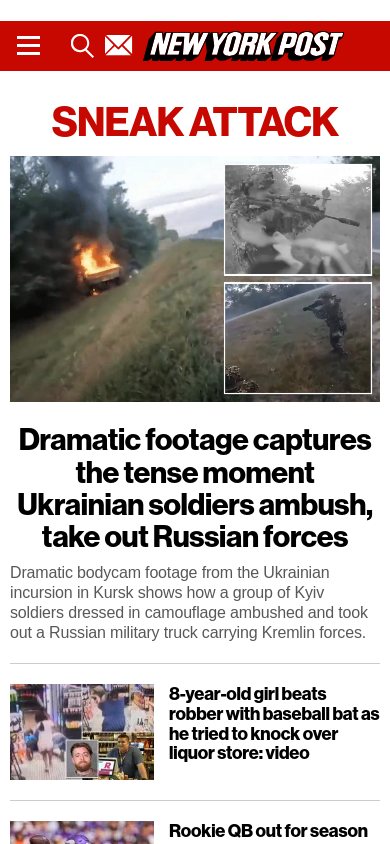 NEW YORK POST
SNEAK ATTACK
Dramatic footage captures
the tense moment
Ukrainian soldiers ambush,
take out Russian forces
Dramatic bodycam footage from the Ukrainian
incursion in Kursk shows how a group of Kyiv
soldiers dressed in camouflage ambushed and took
out a Russian military truck carrying Kremlin forces.
8-year-old girl beats
robber with baseball bat as
he tried to knock over
liquor store: video
Rookie QB out for season